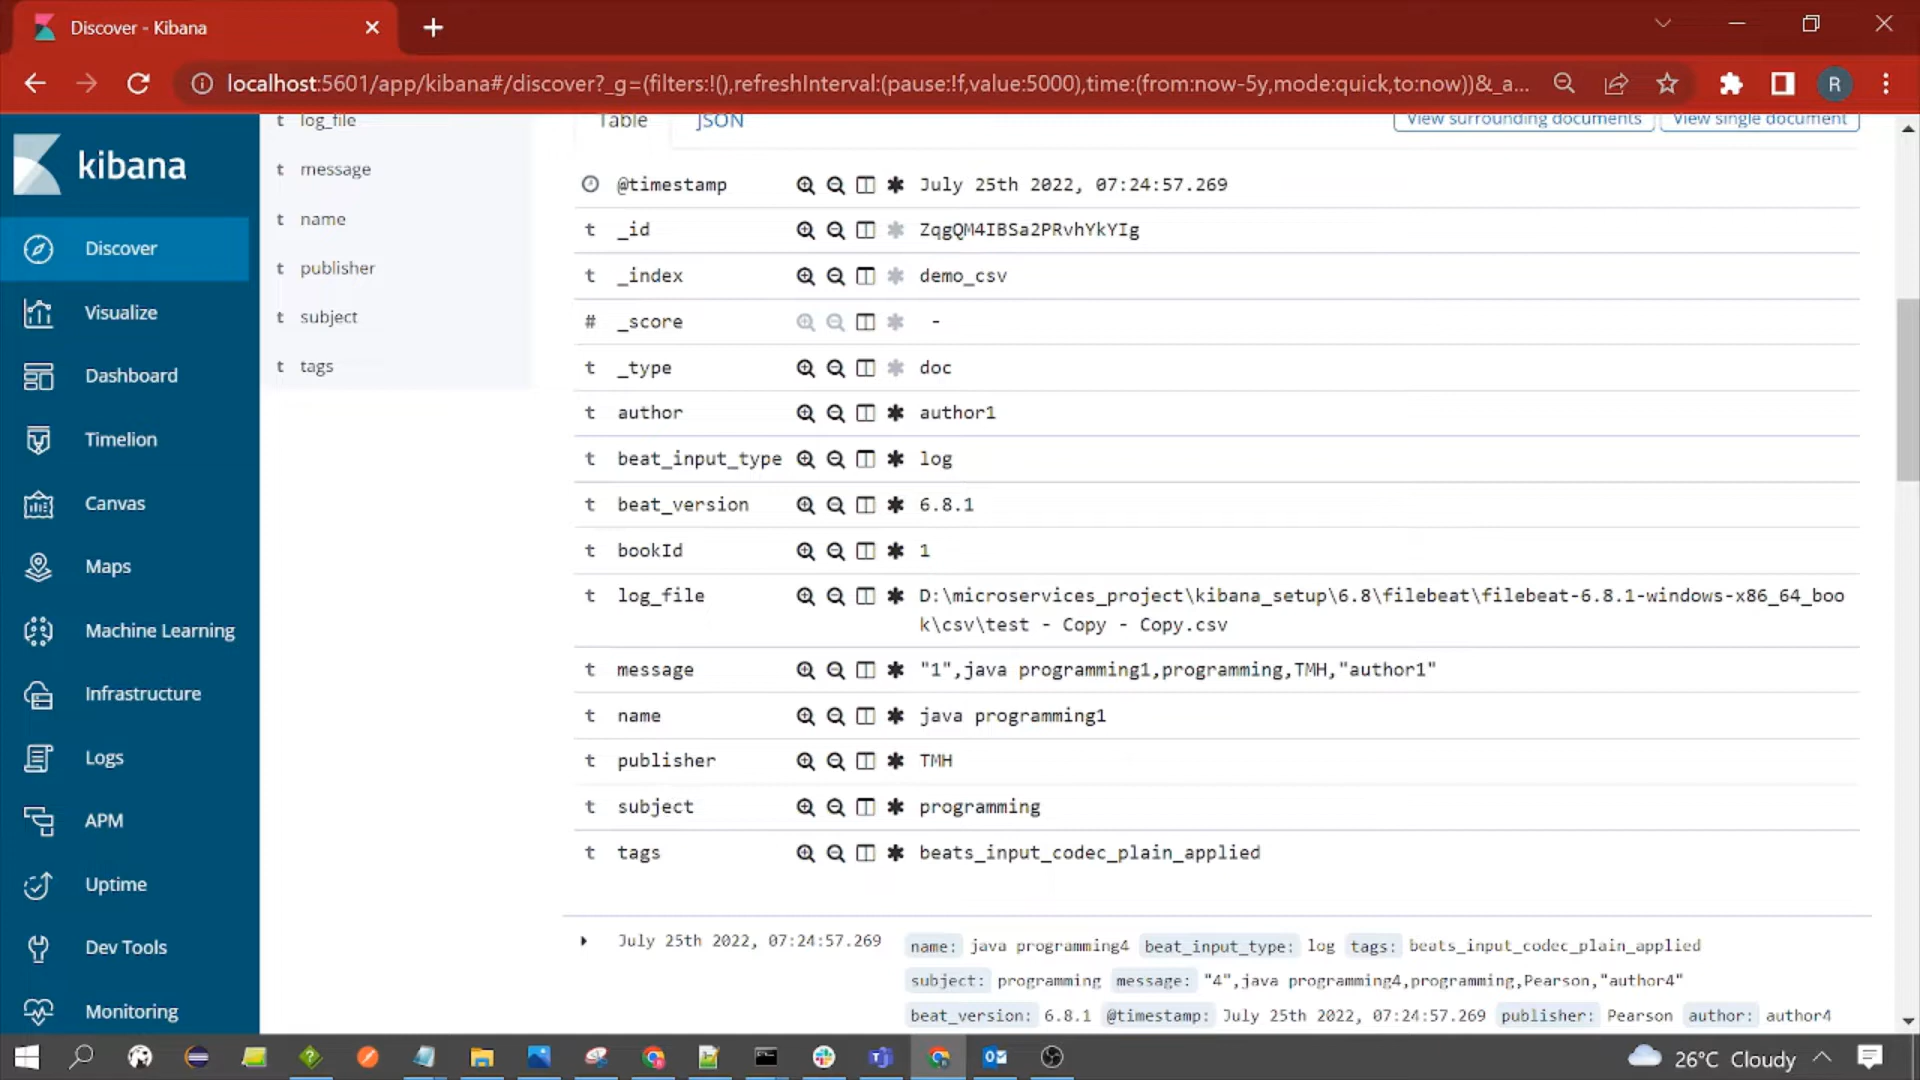 Discover - Kibana
localhost:5601/app/kibana#/discover?_g=(filters:!(),refreshInterval:(pause:!f,value:5000),time:(from:now-5y,mode:quick,to:now))&_a...
R
kibana
Discover
Visualize
Dashboard
Timelion
Canvas
Maps
Machine Learning
Infrastructure
Logs
APM
Uptime
Dev Tools
Monitoring
t log_file
t message
t name
t publisher
t subject
t tags
Table JSON View surrounding documents View single document
@timestamp July 25th 2022, 07:24:57.269
t _id ZqgQM4IBSa2PRvhYkYIg
t _index demo_csv
# _score -
t _type doc
t author author1
t beat_input_type log
t beat_version 6.8.1
t bookId 1
t log_file D:\microservices_project\kibana_setup\6.8\filebeat\filebeat-6.8.1-windows-x86_64_boo
k\csv\test - Copy - Copy.csv
t message "1",java programming1,programming,TMH,"author1"
t name java programming1
t publisher TMH
t subject programming
t tags beats_input_codec_plain_applied
July 25th 2022, 07:24:57.269 name: java programming4 beat_input_type: log tags: beats_input_codec_plain_applied
subject: programming message: "4",java programming4,programming,Pearson,"author4"
beat_version: 6.8.1 @timestamp: July 25th 2022, 07:24:57.269 publisher: Pearson author: author4
26°C Cloudy